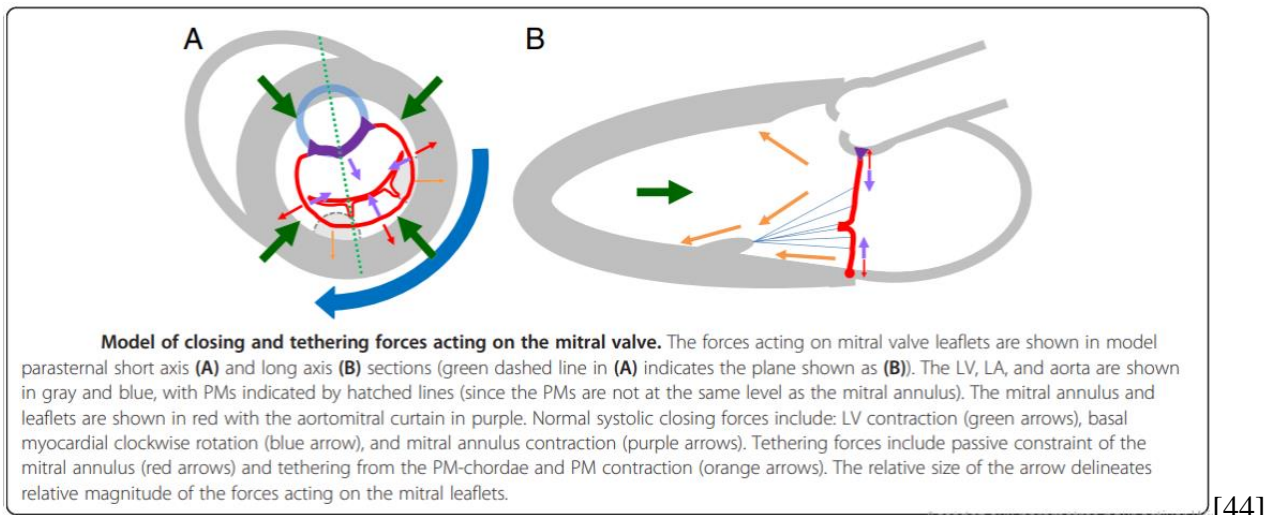 A
B
Model of closing and tethering forces acting on the mitral valve. The forces acting on mitral valve leaflets are shown in model
parasternal short axis (A) and long axis (B) sections (green dashed line in (A) indicates the plane shown as (B)). The LV, LA, and aorta are shown
in gray and blue, with PMs indicated by hatched lines (since the PMs are not at the same level as the mitral annulus). The mitral annulus and
leaflets are shown in red with the aortomitral curtain in purple. Normal systolic closing forces include: LV contraction (green arrows), basal
myocardial clockwise rotation (blue arrow), and mitral annulus contraction (purple arrows). Tethering forces include passive constraint of the
mitral annulus (red arrows) and tethering from the PM-chordae and PM contraction (orange arrows). The relative size of the arrow delineates
relative magnitude of the forces acting on the mitral leaflets.
[44]